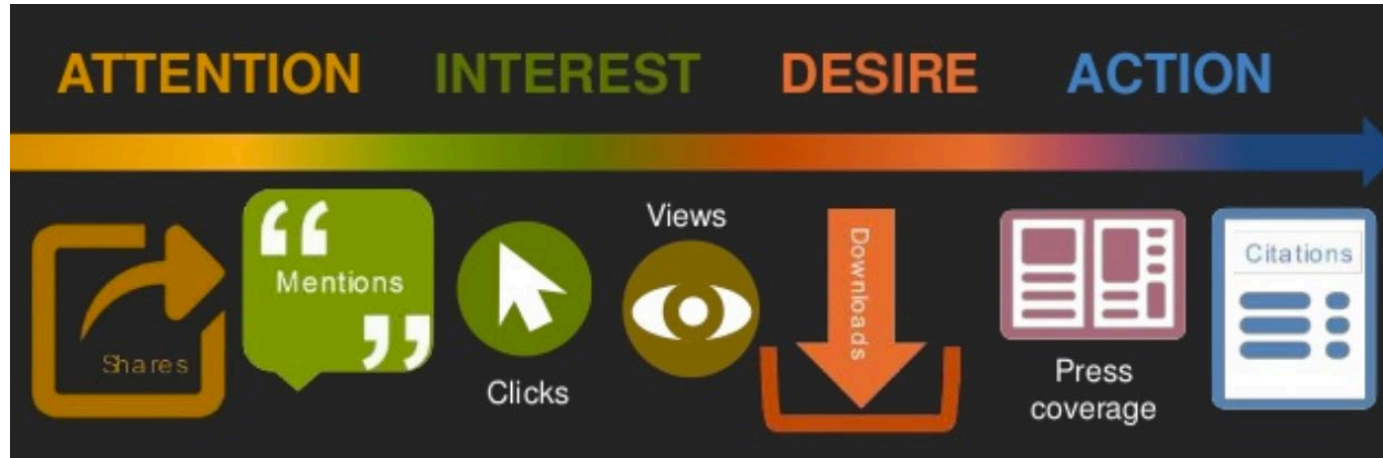 ATTENTION INTEREST DESIRE ACTION
Shares
Mentions
Clicks
Views
Downloads
Press
coverage
Citations